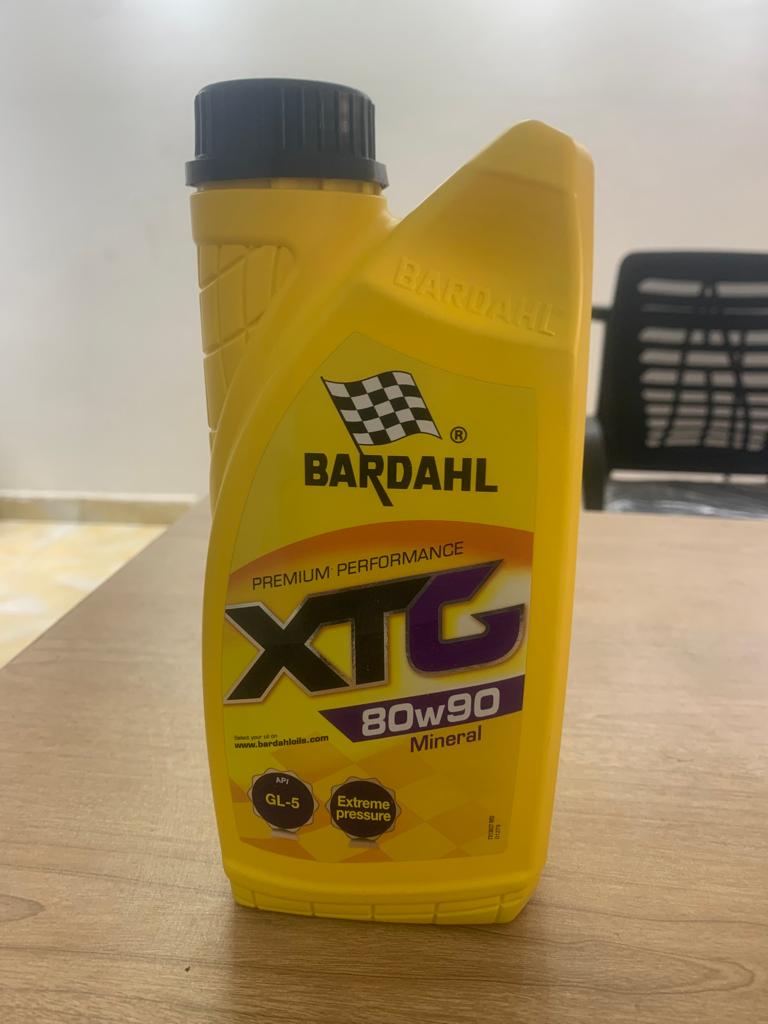 BARDAHL
®
BARDAHL
PREMIUM PERFORMANCE
XTG
80w90
Mineral
Select your oil on
www.bardahloils.com
API
GL-5
Extreme
pressure